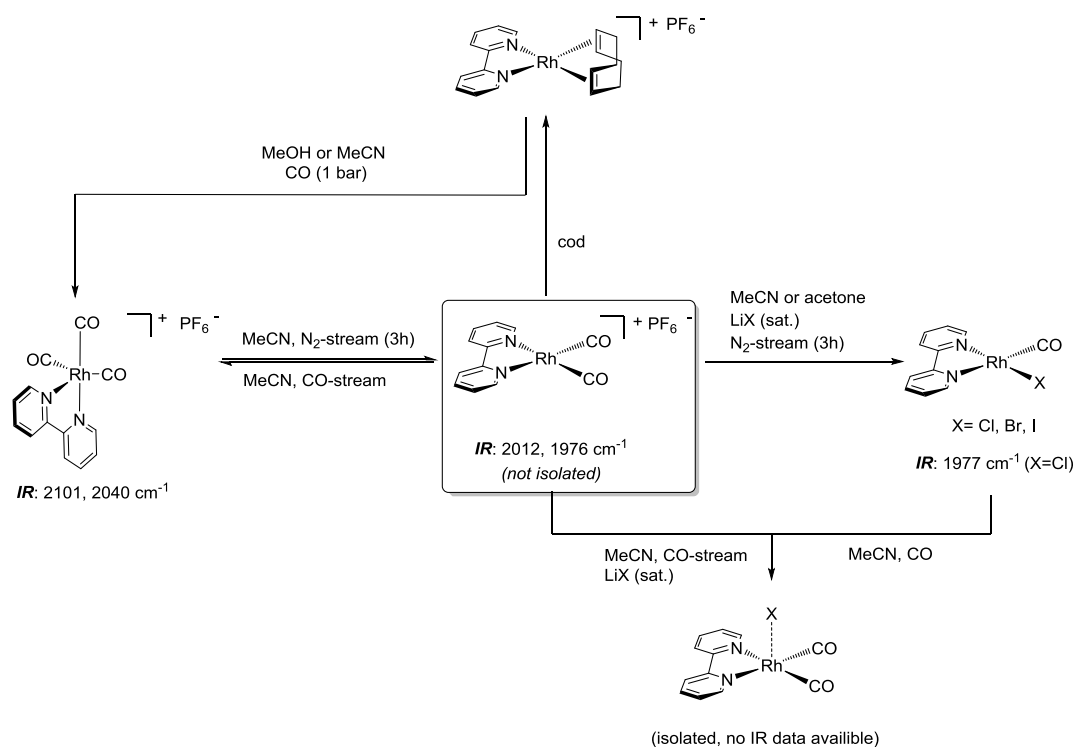 N
N
Rh
+ PF6 -
MeOH or MeCN
CO (1 bar)
cod
CO
OC
Rh
CO
N
N
+ PF6 -
IR: 2101, 2040 cm-1
MeCN, N2-stream (3h)
MeCN, CO-stream
N
N
Rh
CO
CO
+ PF6 -
IR: 2012, 1976 cm-1
(not isolated)
MeCN or acetone
LiX (sat.)
N2-stream (3h)
N
N
Rh
CO
X
X= Cl, Br, I
IR: 1977 cm-1 (X=Cl)
MeCN, CO-stream
LiX (sat.)
MeCN, CO
X
N
N
Rh
CO
CO
(isolated, no IR data availible)